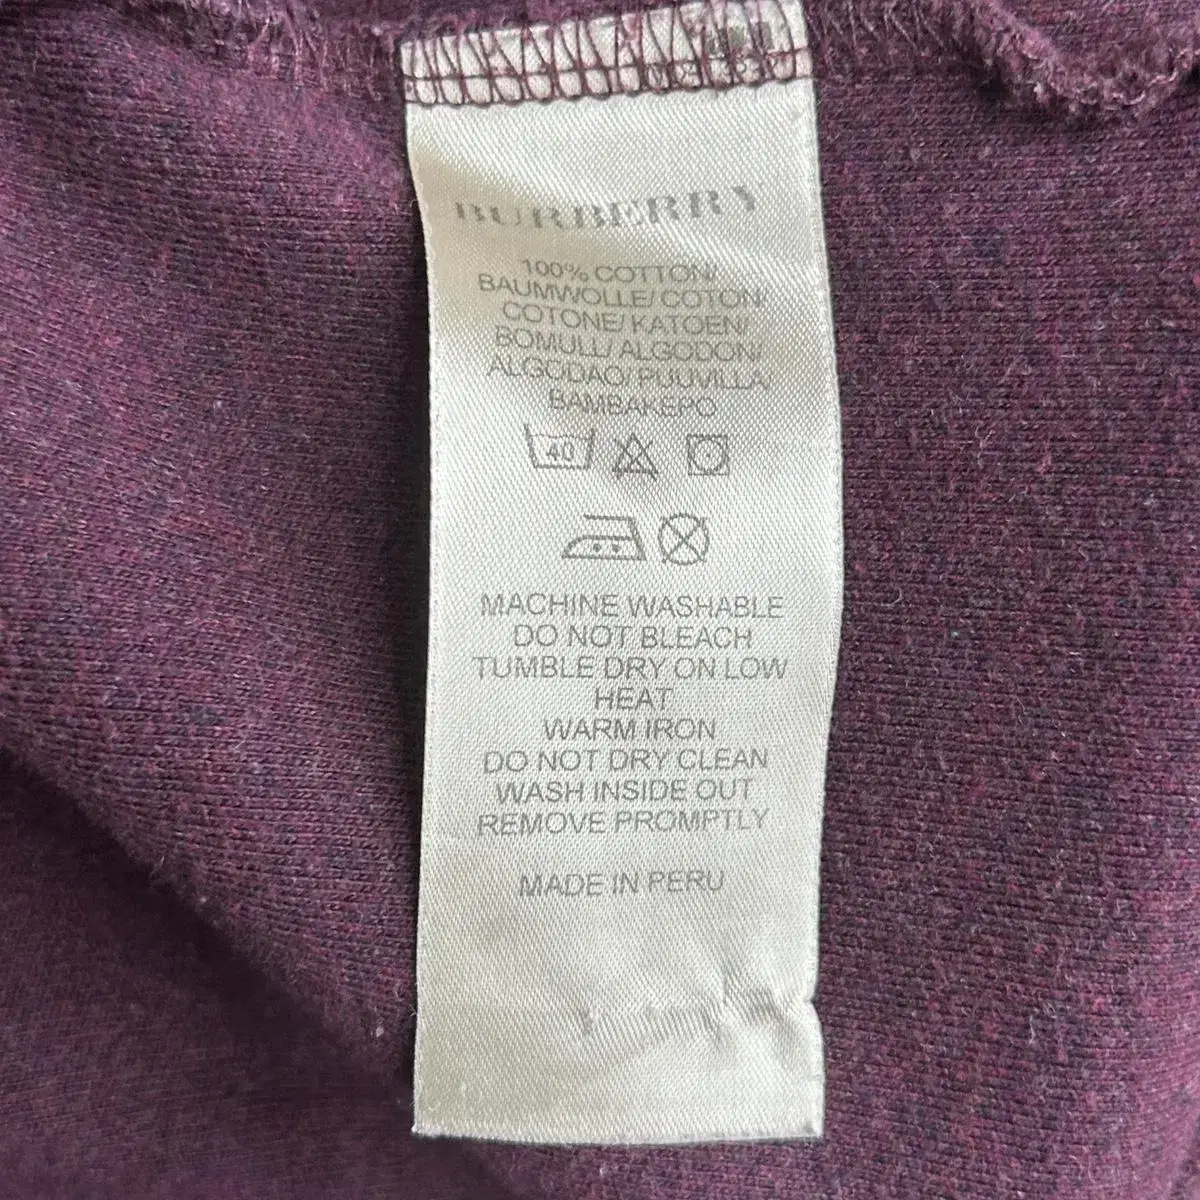 BURBERRY
100% COTTON/
BAUMWOLLE/ COTON/
COTONE/ KATOEN/
BOMULL/ ALGODON/
ALGODAO/ PUUVILLA/
BAMBAKEPO
40
MACHINE WASHABLE
DO NOT BLEACH
TUMBLE DRY ON LOW
HEAT
WARM IRON
DO NOT DRY CLEAN
WASH INSIDE OUT
REMOVE PROMPTLY
MADE IN PERU